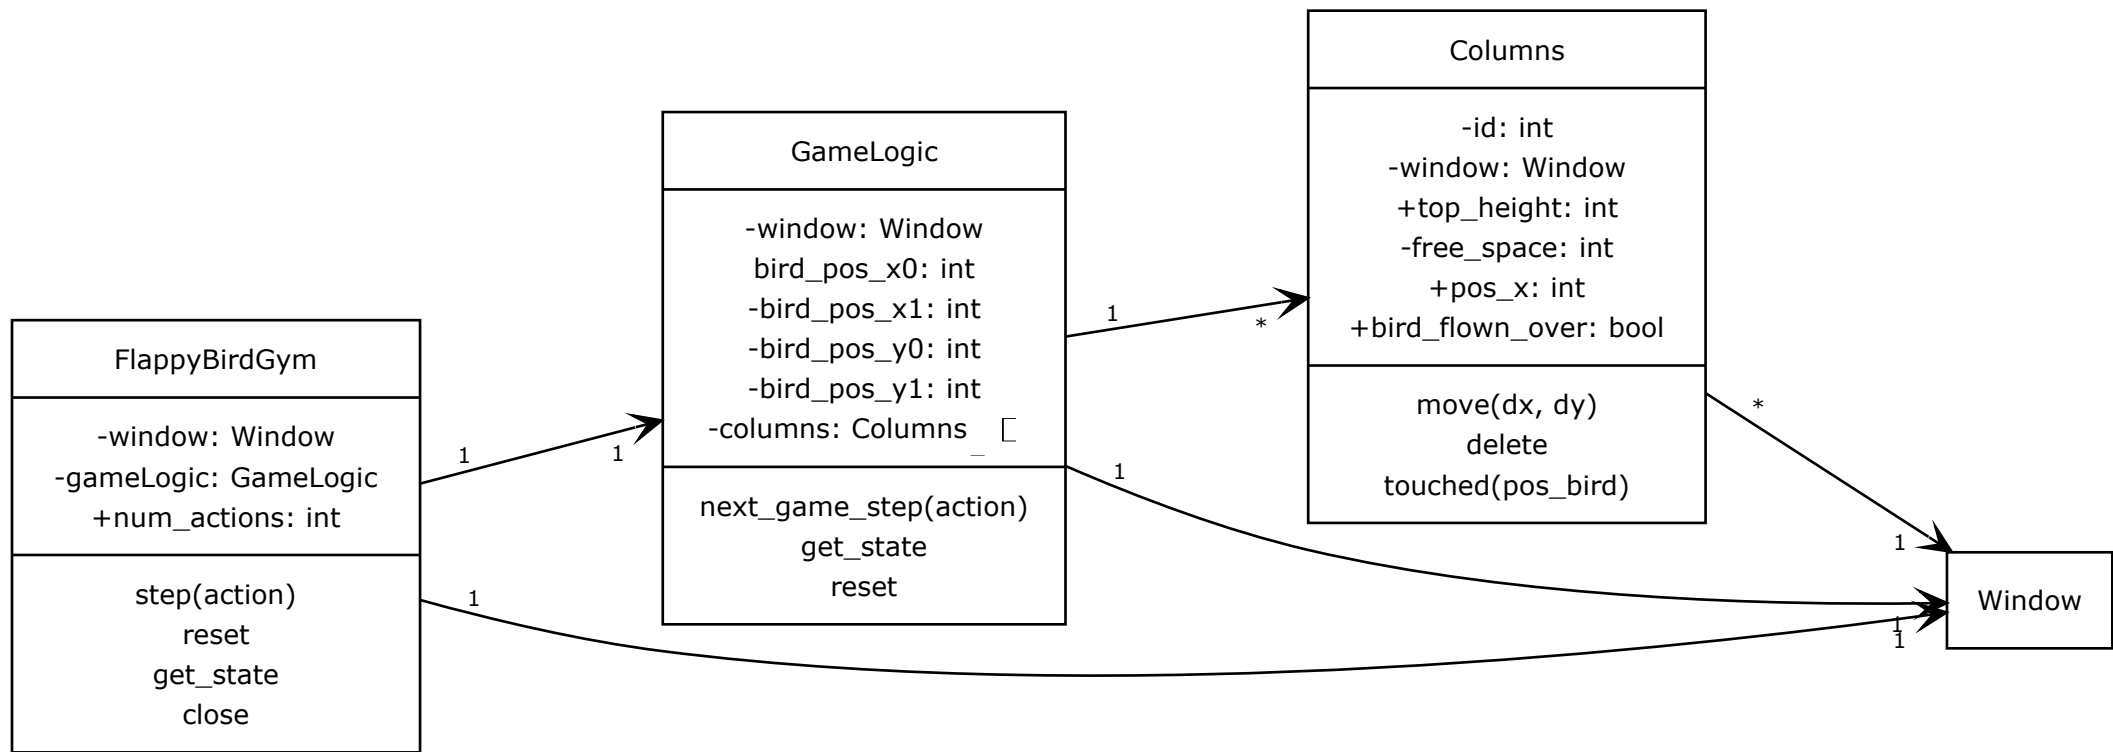 FlappyBirdGym
-window: Window
-gameLogic: GameLogic
+num_actions: int
step(action)
reset
get_state
close
1
1
1
1
GameLogic
-window: Window
bird_pos_x0: int
-bird_pos_x1: int
-bird_pos_y0: int
-bird_pos_y1: int
-columns: Columns _ [
next_game_step(action)
get_state
reset
1
*
1
1
Columns
-id: int
-window: Window
+top_height: int
-free_space: int
+pos_x: int
+bird_flown_over: bool
move(dx, dy)
delete
touched(pos_bird)
*
1
Window